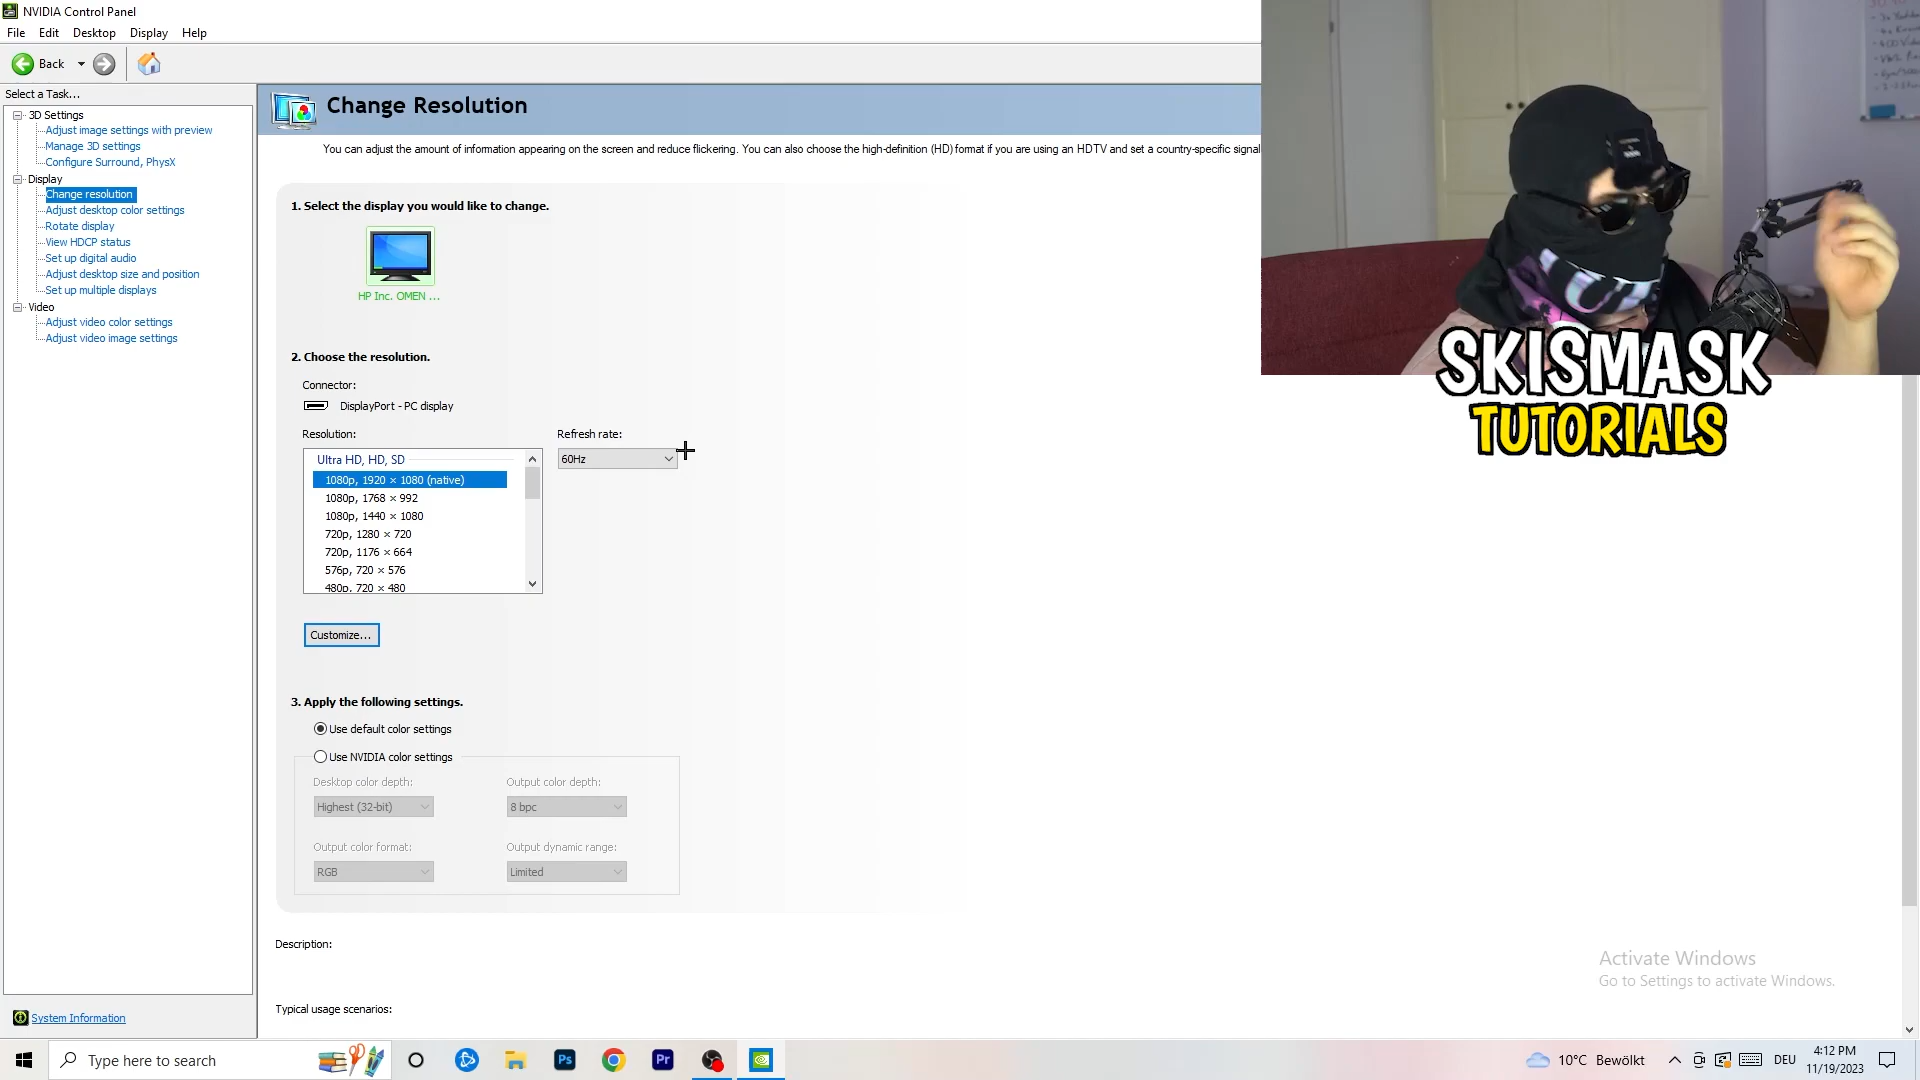 NVIDIA Control Panel
File Edit Desktop Display Help
Back
Select a Task...
3D Settings
Adjust image settings with preview
Manage 3D settings
Configure Surround, PhysX
Display
Change resolution
Adjust desktop color settings
Rotate display
View HDCP status
Set up digital audio
Adjust desktop size and position
Set up multiple displays
Video
Adjust video color settings
Adjust video image settings
System Information
Change Resolution
You can adjust the amount of information appearing on the screen and reduce flickering. You can also choose the high-definition (HD) format if you are using an HDTV and set a country-specific signal
1. Select the display you would like to change.
HP Inc. OMEN ...
2. Choose the resolution.
Connector:
DisplayPort - PC display
Resolution:
Refresh rate:
Ultra HD, HD, SD
60Hz
1080p, 1920 × 1080 (native)
1080p, 1768 × 992
1080p, 1440 × 1080
720p, 1280 × 720
720p, 1176 × 664
576p, 720 × 576
480p, 720 × 480
Customize...
3. Apply the following settings.
Use default color settings
Use NVIDIA color settings
Desktop color depth:
Output color depth:
Highest (32-bit)
8 bpc
Output color format:
Output dynamic range:
RGB
Limited
Description:
Typical usage scenarios:
SKISMASK
TUTORIALS
Activate Windows
Go to Settings to activate Windows.
Type here to search
Ps
Pr
10°C Bewölkt
DEU
4:12 PM
11/19/2023